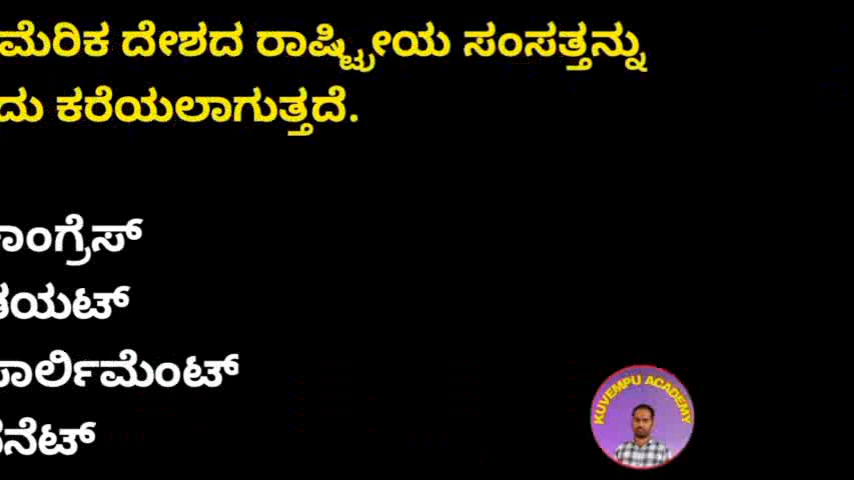 ಮೆರಿಕ ದೇಶದ ರಾಷ್ಟ್ರೀಯ ಸಂಸತ್ತನ್ನು
ದು ಕರೆಯಲಾಗುತ್ತದೆ.
ಾಂಗ್ರೆಸ್
ಯಟ್
ಾರ್ಲಿಮೆಂಟ್
ನೆಟ್
KUVEMPU ACADEMY